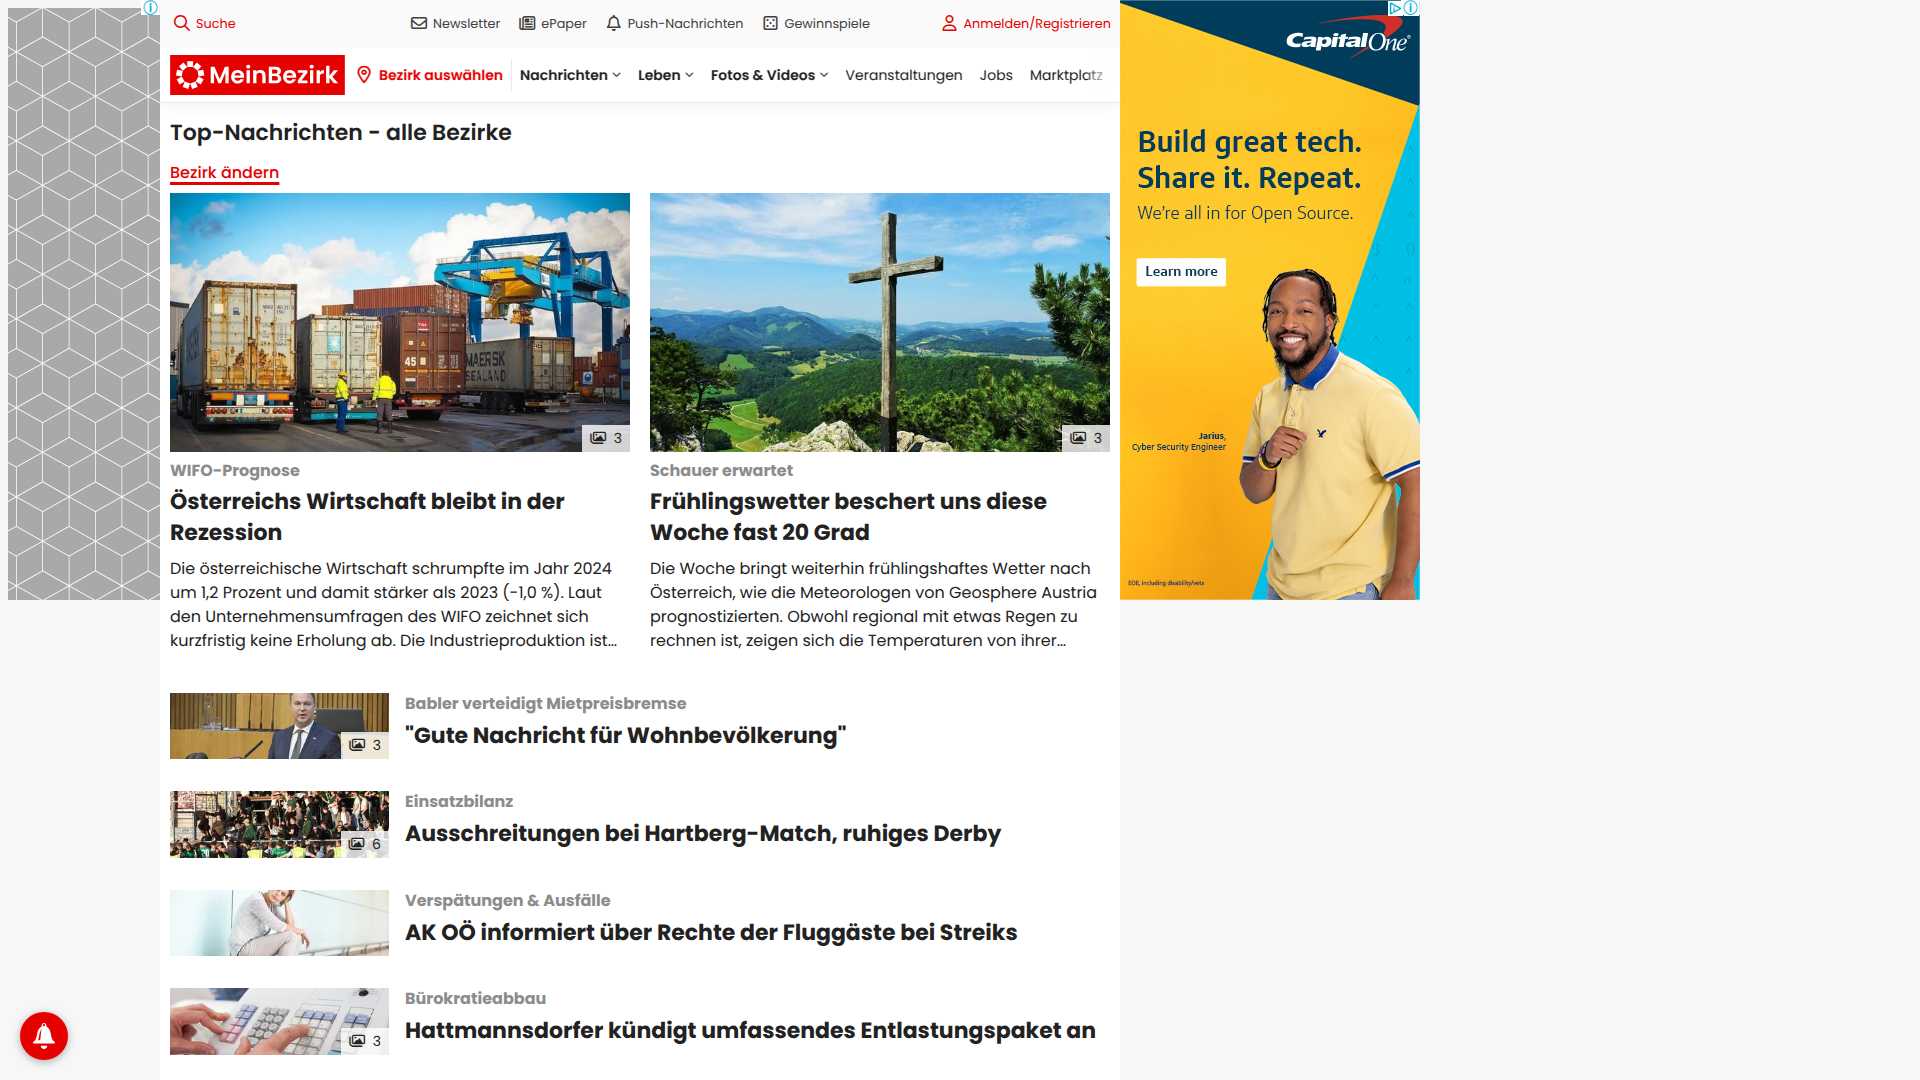 Suche
Newsletter
ePaper
Push-Nachrichten
Gewinnspiele
Anmelden/Registrieren
MeinBezirk
Bezirk auswählen
Nachrichten
Leben
Fotos & Videos
Veranstaltungen
Jobs
Marktplatz
Top-Nachrichten - alle Bezirke
Bezirk ändern
3
WIFO-Prognose
Österreichs Wirtschaft bleibt in der
Rezession
Die österreichische Wirtschaft schrumpfte im Jahr 2024
um 1,2 Prozent und damit stärker als 2023 (-1,0 %). Laut
den Unternehmensumfragen des WIFO zeichnet sich
kurzfristig keine Erholung ab. Die Industrieproduktion ist...
3
Schauer erwartet
Frühlingswetter beschert uns diese
Woche fast 20 Grad
Die Woche bringt weiterhin frühlingshaftes Wetter nach
Österreich, wie die Meteorologen von Geosphere Austria
prognostizierten. Obwohl regional mit etwas Regen zu
rechnen ist, zeigen sich die Temperaturen von ihrer...
3
Babler verteidigt Mietpreisbremse
"Gute Nachricht für Wohnbevölkerung"
6
Einsatzbilanz
Ausschreitungen bei Hartberg-Match, ruhiges Derby
Verspätungen & Ausfälle
AK OÖ informiert über Rechte der Fluggäste bei Streiks
3
Bürokratieabbau
Hattmannsdorfer kündigt umfassendes Entlastungspaket an
CapitalOne
Build great tech.
Share it. Repeat.
We're all in for Open Source.
Learn more
Jarius,
Cyber Security Engineer
EOE, including disability/vets
MAERSK
SEALAND
45